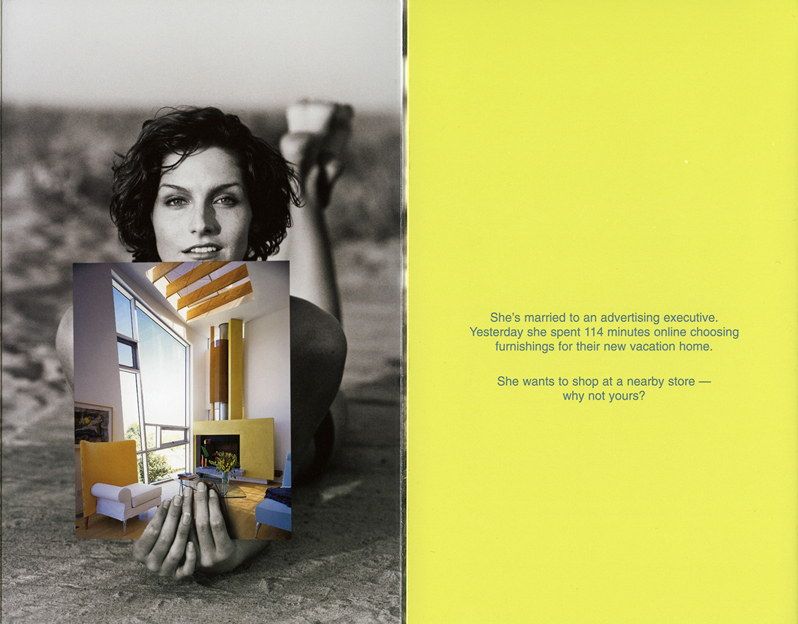 She's married to an advertising executive.
Yesterday she spent 114 minutes online choosing
furnishings for their new vacation home.
She wants to shop at a nearby store —
why not yours?